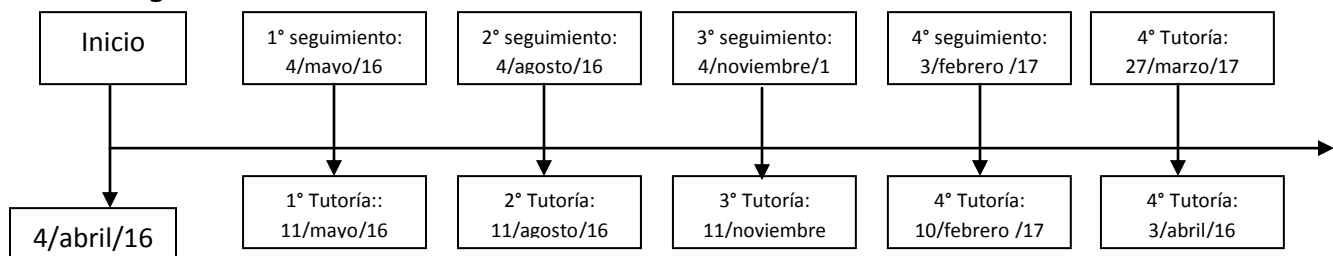 Inicio
1° seguimiento:
4/mayo/16
2° seguimiento:
4/agosto/16
3° seguimiento:
4/noviembre/1
4° seguimiento:
3/febrero /17
4° Tutoría:
27/marzo/17
4/abril/16
1° Tutoría::
11/mayo/16
2° Tutoría:
11/agosto/16
3° Tutoría:
11/noviembre
4° Tutoría:
10/febrero /17
4° Tutoría:
3/abril/16